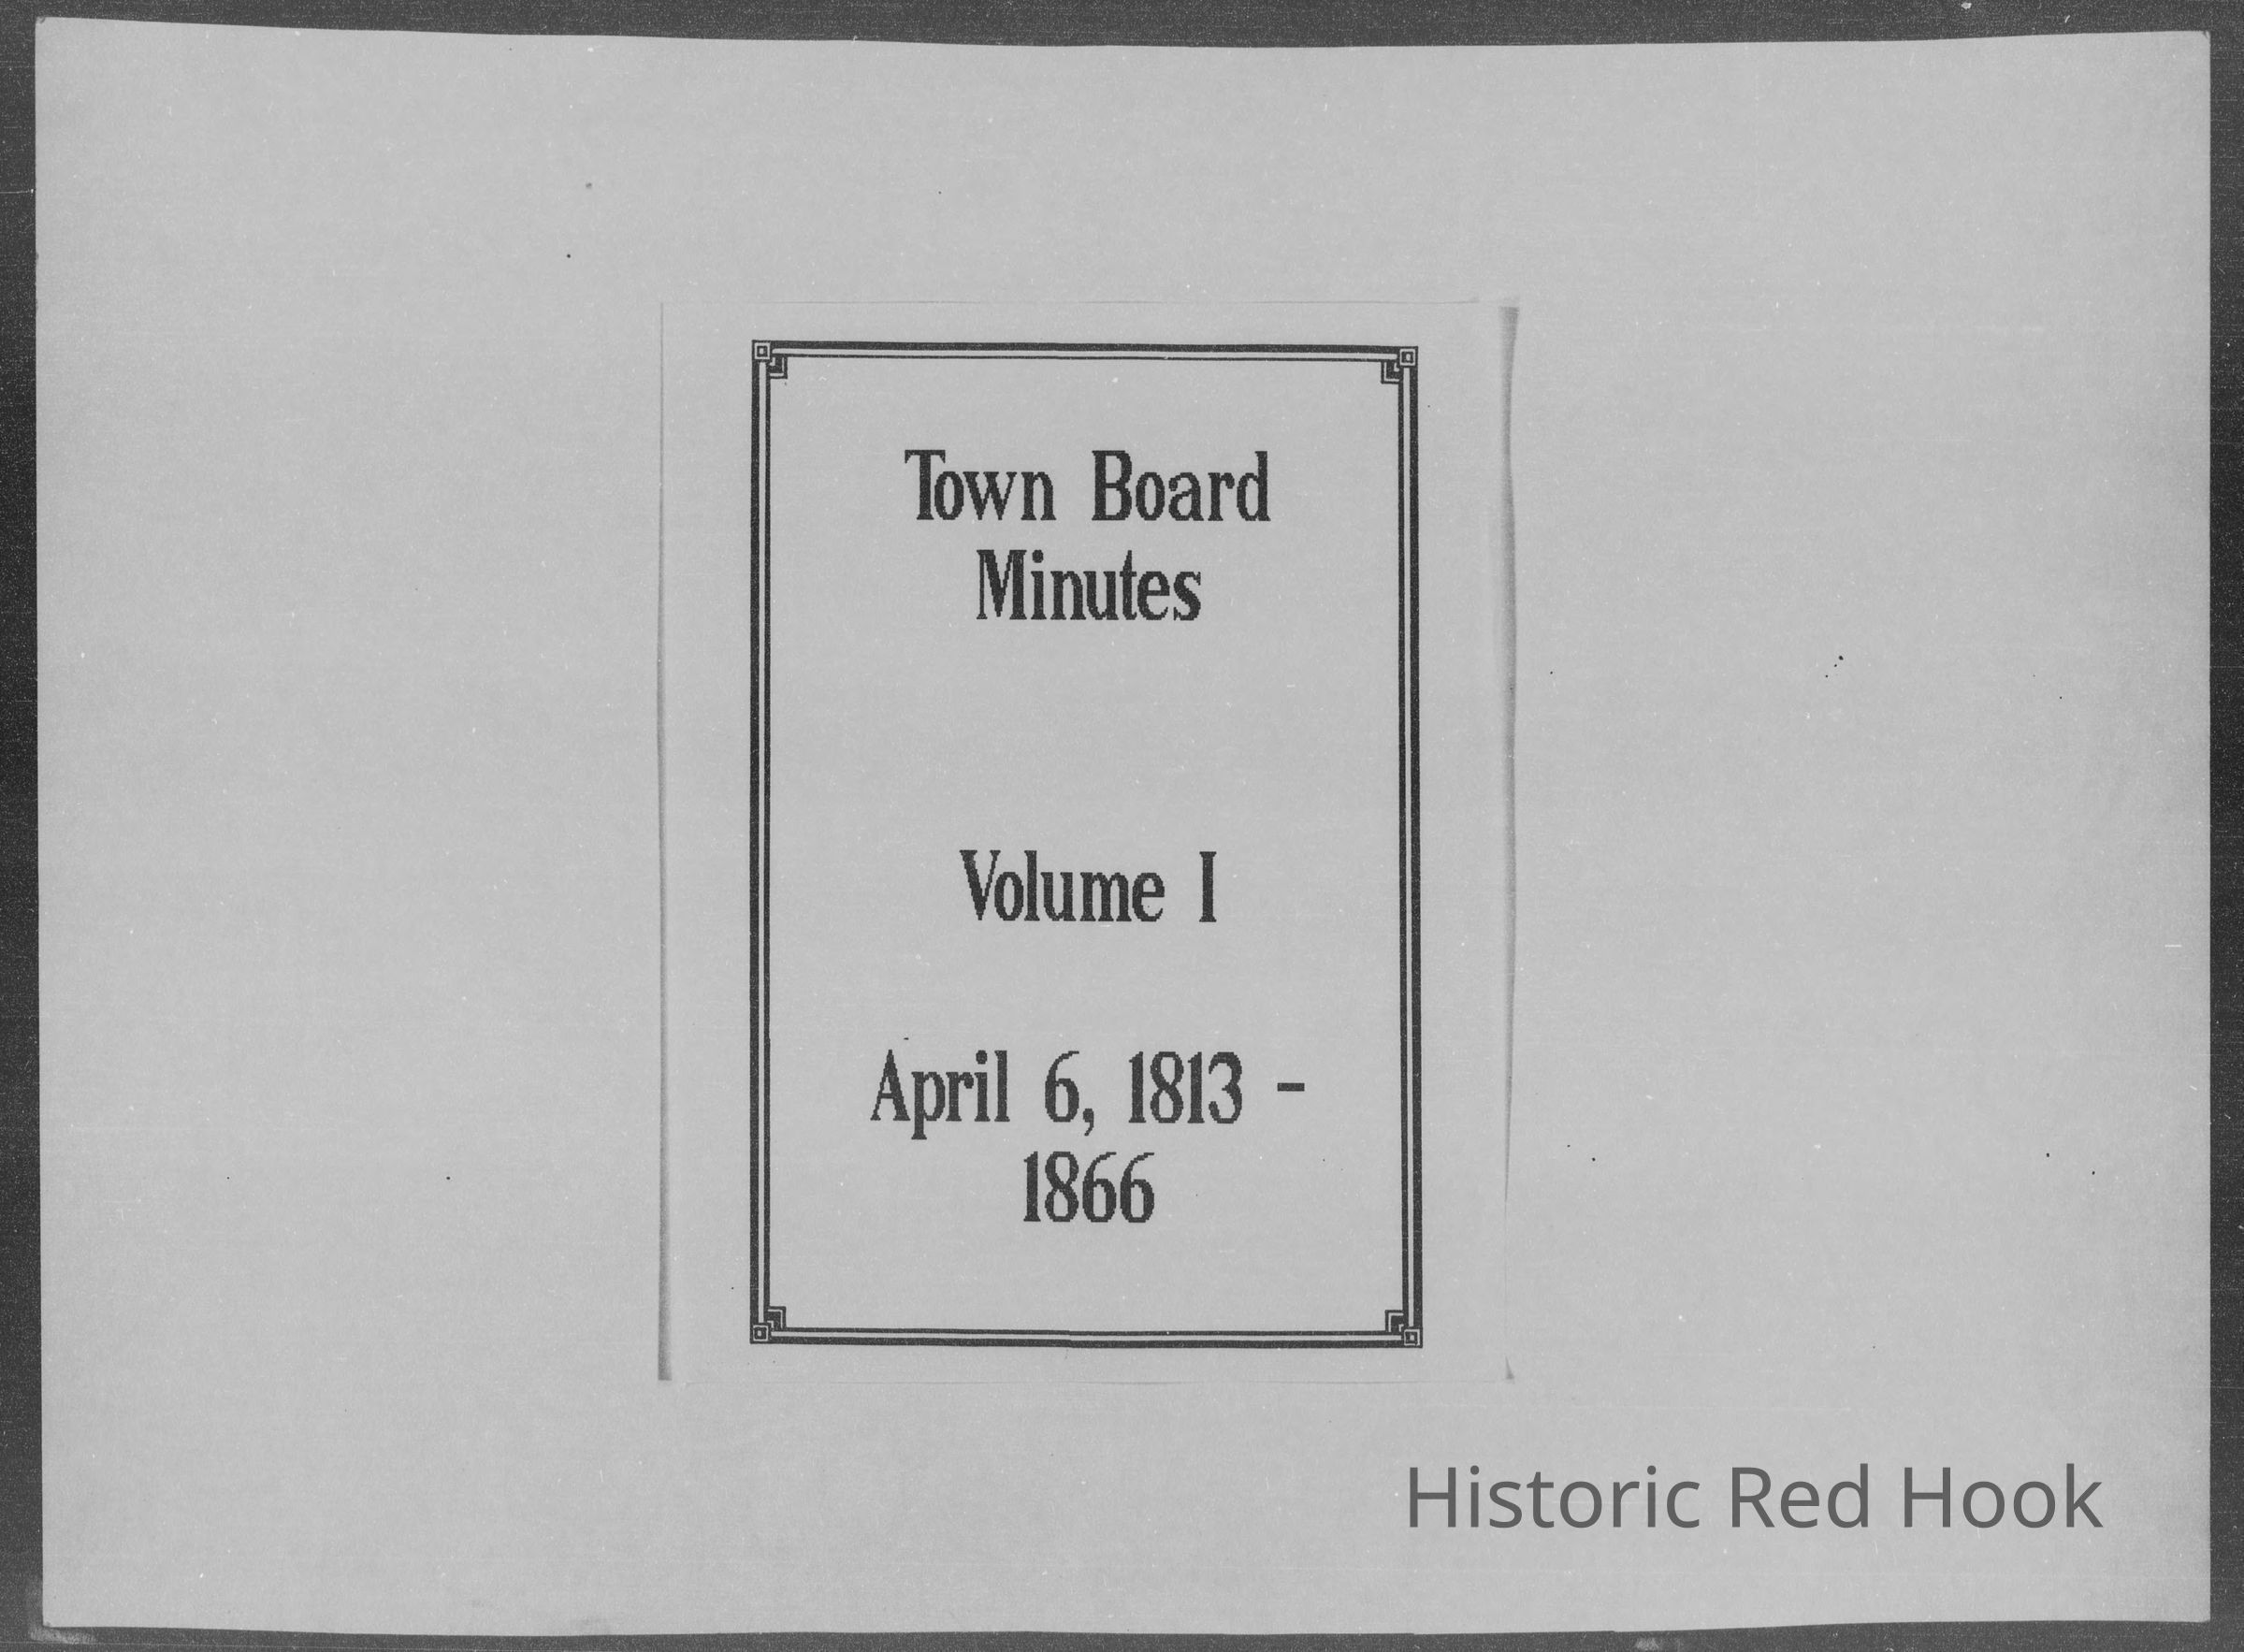 Town Board
Minutes
Volume I
April 6, 1813 -
1866
Historic Red Hook